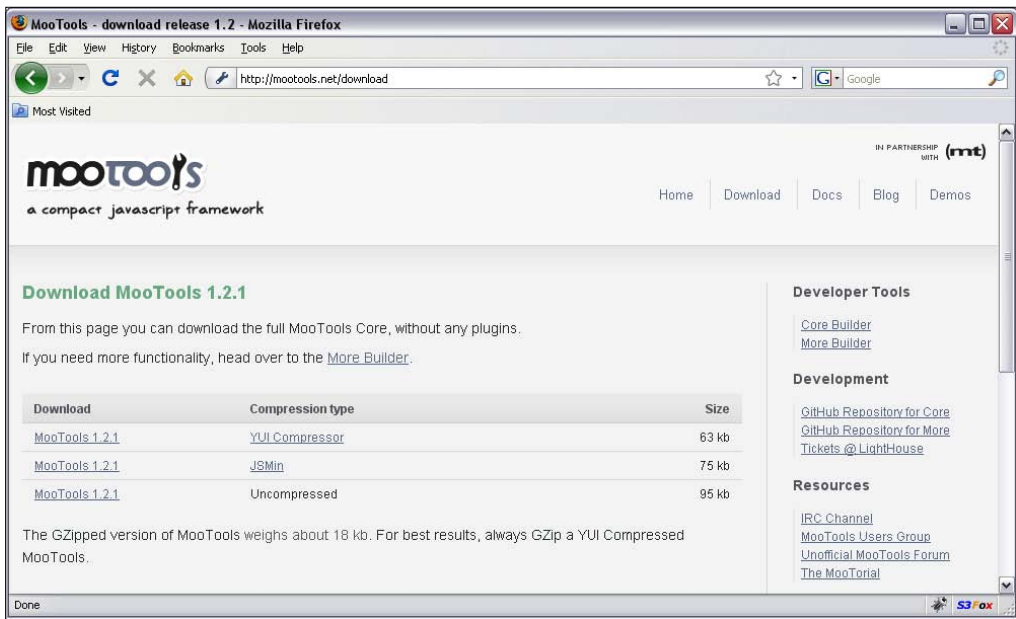 MooTools - download release 1.2 - Mozilla Firefox
File Edit View History Bookmarks Tools Help
http://mootools.net/download
G Google
Most Visited
IN PARTNERSHIP WITH (mt)
mootools
a compact javascript framework
Home Download Docs Blog Demos
Download MooTools 1.2.1
From this page you can download the full MooTools Core, without any plugins.
If you need more functionality, head over to the More Builder.
Download Compression type Size
MooTools 1.2.1 YUI Compressor 63 kb
MooTools 1.2.1 JSMin 75 kb
MooTools 1.2.1 Uncompressed 95 kb
The GZipped version of MooTools weighs about 18 kb. For best results, always GZip a YUI Compressed
MooTools.
Developer Tools
Core Builder
More Builder
Development
GitHub Repository for Core
GitHub Repository for More
Tickets @ LightHouse
Resources
IRC Channel
MooTools Users Group
Unofficial MooTools Forum
The MooTorial
Done
S3Fox